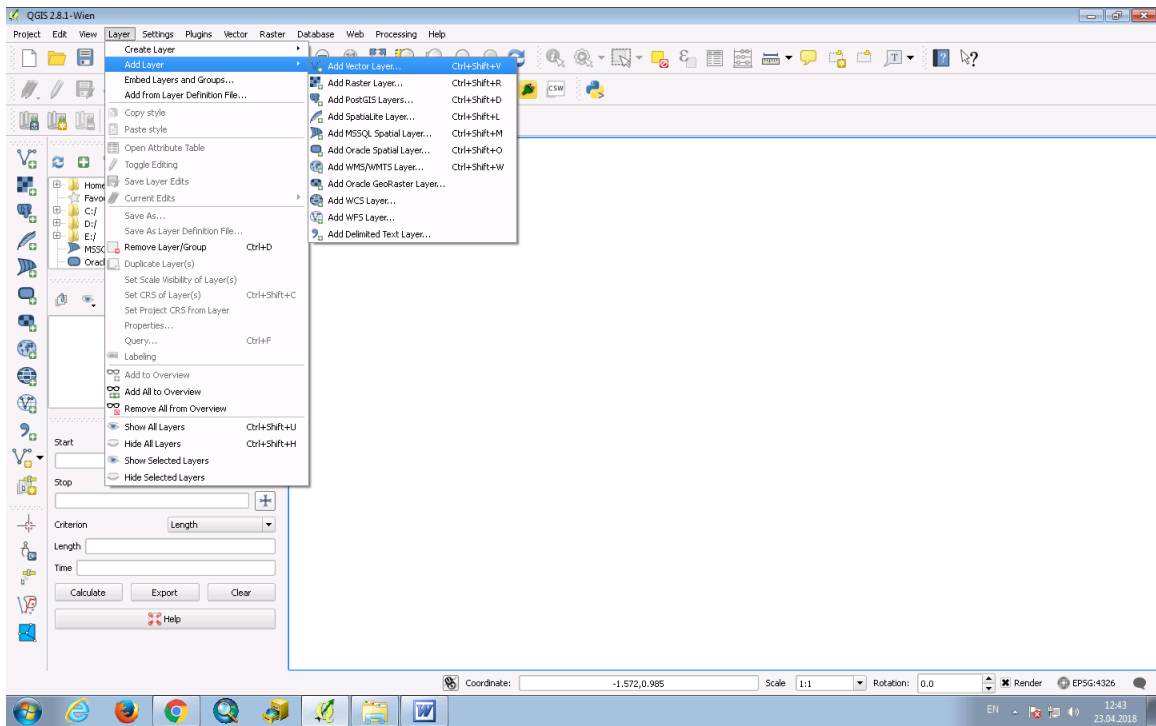 QGIS 2.8.1-Wien
Project Edit View Layer Settings Plugins Vector Raster Database Web Processing Help
Create Layer
Add Layer
Embed Layers and Groups...
Add from Layer Definition File...
Copy style
Paste style
Open Attribute Table
Toggle Editing
Save Layer Edits
Current Edits
Save As...
Save As Layer Definition File...
Remove Layer/Group Ctrl+D
Duplicate Layer(s)
Set Scale Visibility of Layer(s)
Set CRS of Layer(s) Ctrl+Shift+C
Set Project CRS from Layer
Properties...
Query... Ctrl+F
Labeling
Add to Overview
Add All to Overview
Remove All from Overview
Show All Layers Ctrl+Shift+U
Hide All Layers Ctrl+Shift+H
Show Selected Layers
Hide Selected Layers
Add Vector Layer... Ctrl+Shift+V
Add Raster Layer... Ctrl+Shift+R
Add PostGIS Layers... Ctrl+Shift+D
Add SpatiaLite Layer... Ctrl+Shift+L
Add MSSQL Spatial Layer... Ctrl+Shift+M
Add Oracle Spatial Layer... Ctrl+Shift+O
Add WMS/WMTS Layer... Ctrl+Shift+W
Add Oracle GeoRaster Layer...
Add WCS Layer...
Add WFS Layer...
Add Delimited Text Layer...
CSW
Home
Favo
C:/
D:/
E:/
MSSQ
Orac
Start
Stop
Criterion Length
Length
Time
Calculate Export Clear
Help
Coordinate: -1.572,0.985 Scale 1:1 Rotation: 0.0 Render EPSG:4326
EN 12:43
23.04.2018